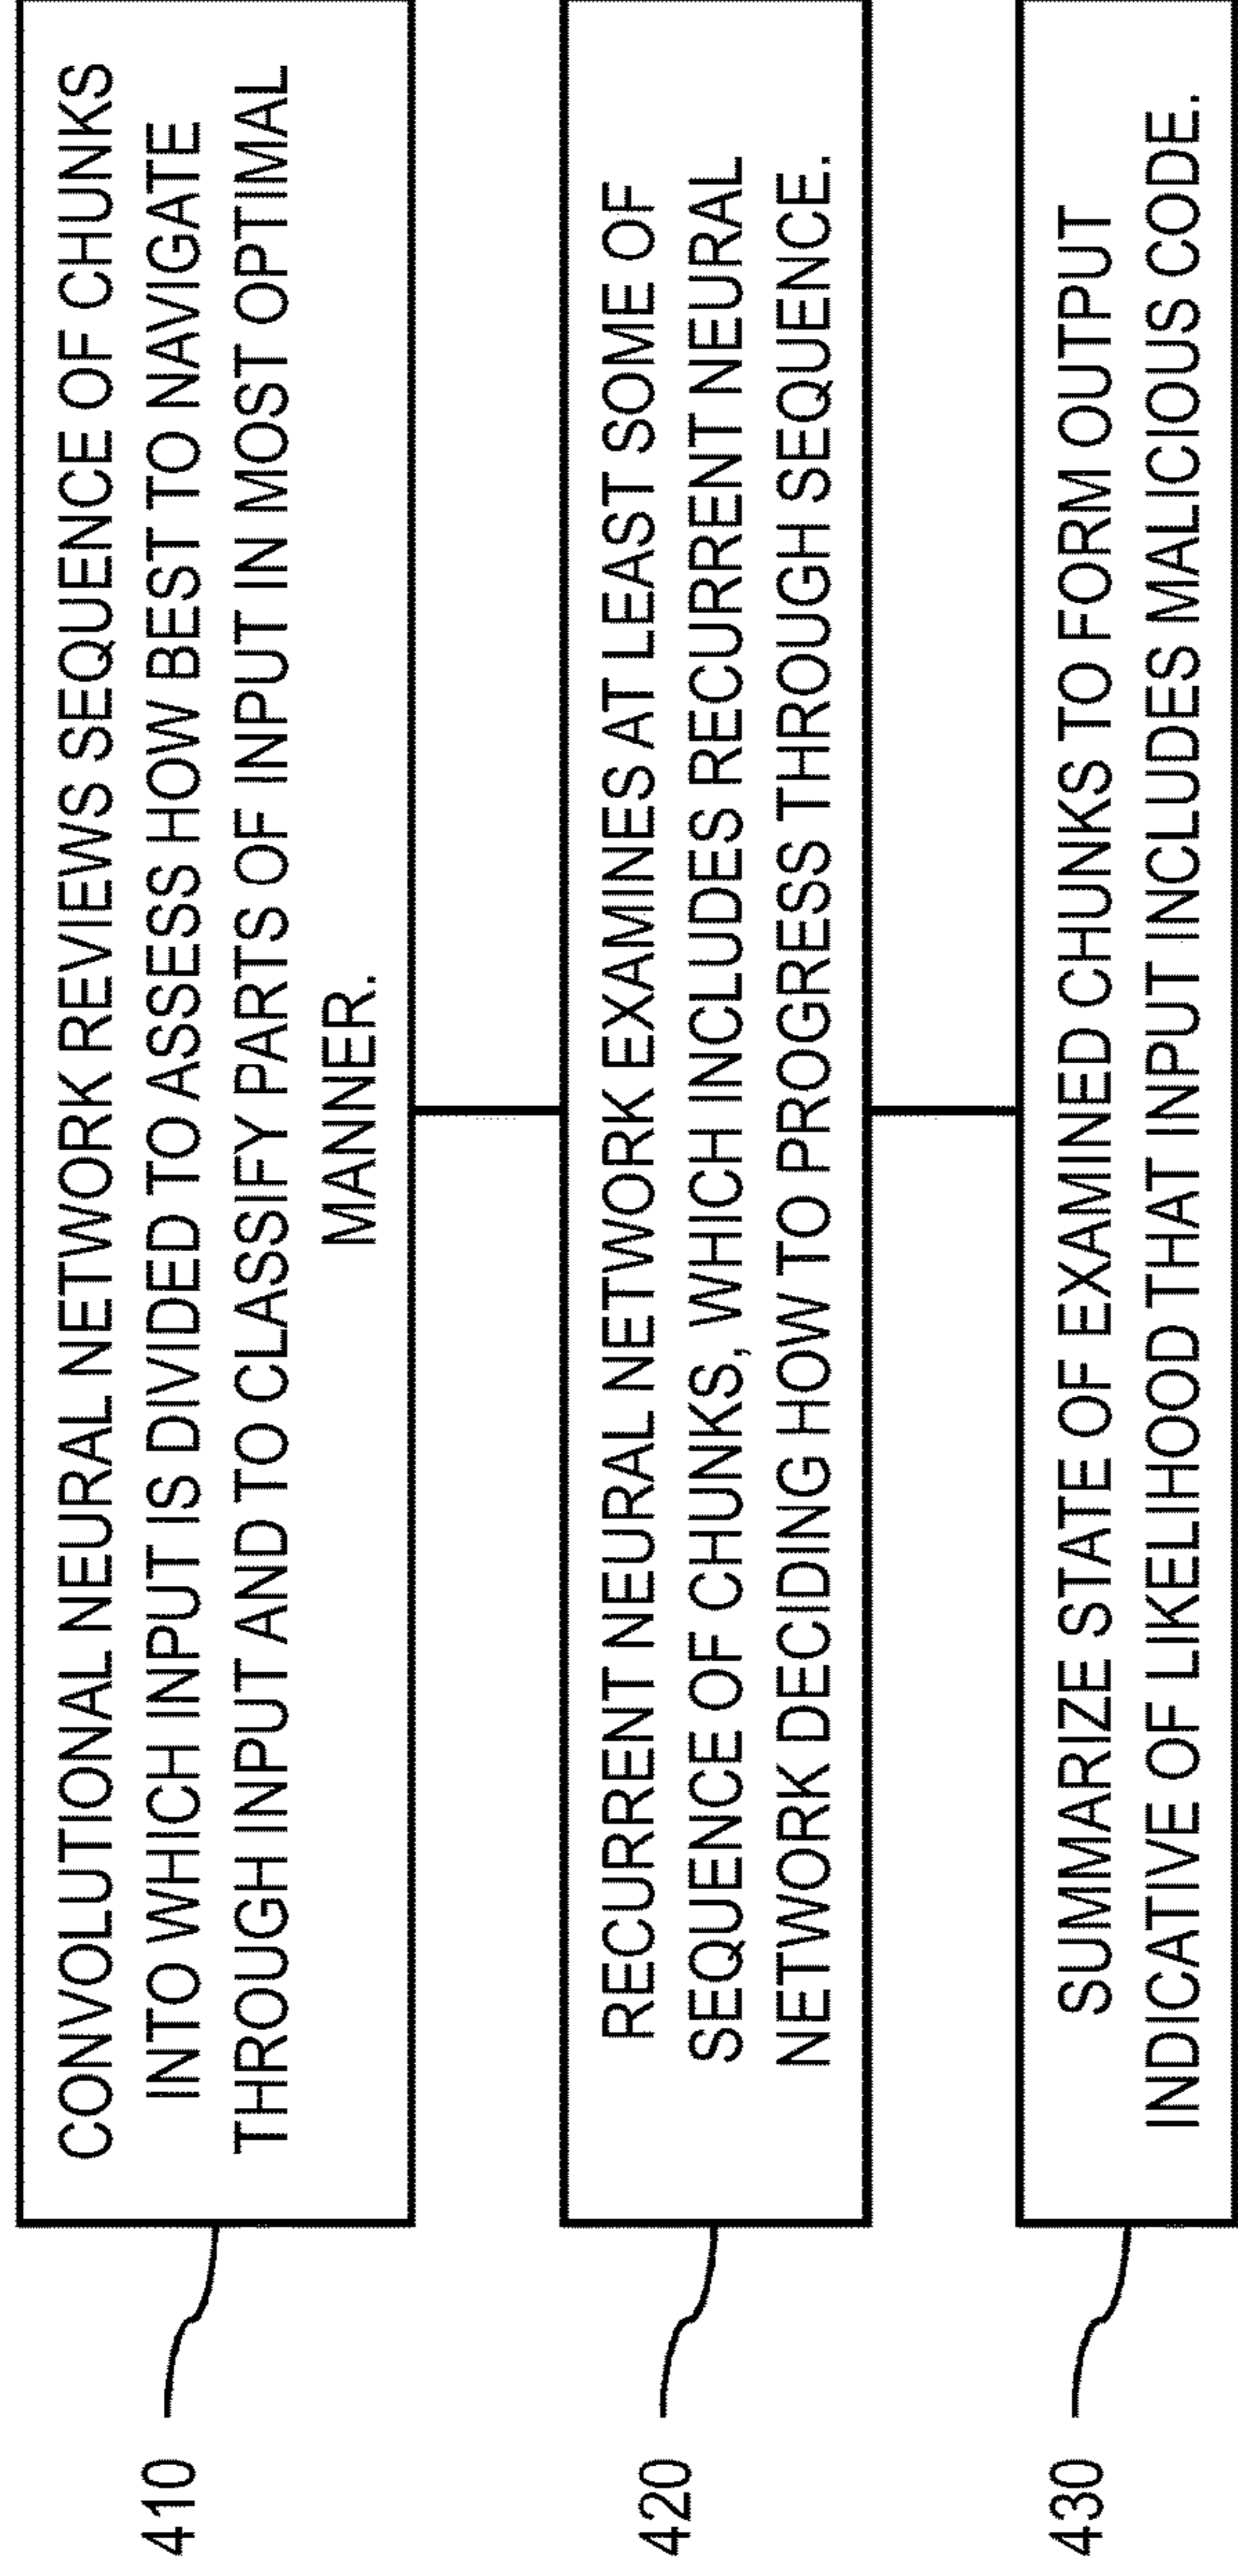 410
CONVOLUTIONAL NEURAL NETWORK REVIEWS SEQUENCE OF CHUNKS
INTO WHICH INPUT IS DIVIDED TO ASSESS HOW BEST TO NAVIGATE
THROUGH INPUT AND TO CLASSIFY PARTS OF INPUT IN MOST OPTIMAL
MANNER.
420
RECURRENT NEURAL NETWORK EXAMINES AT LEAST SOME OF
SEQUENCE OF CHUNKS, WHICH INCLUDES RECURRENT NEURAL
NETWORK DECIDING HOW TO PROGRESS THROUGH SEQUENCE.
430
SUMMARIZE STATE OF EXAMINED CHUNKS TO FORM OUTPUT
INDICATIVE OF LIKELIHOOD THAT INPUT INCLUDES MALICIOUS CODE.